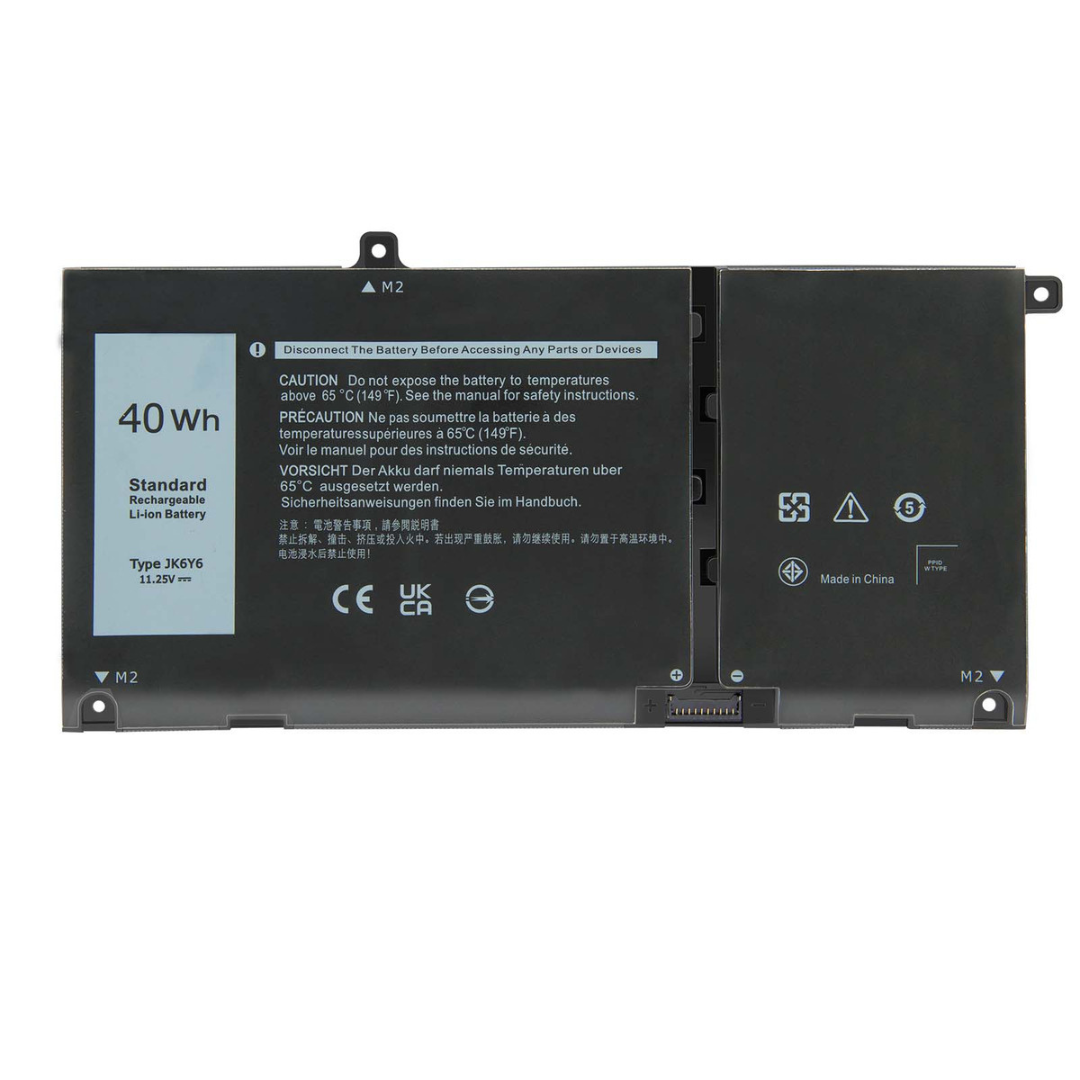 ▲ M2
40 Wh
Standard
Rechargeable
Li-ion Battery
Type JK6Y6
11.25V ⎓
! Disconnect The Battery Before Accessing Any Parts or Devices
CAUTION Do not expose the battery to temperatures
above 65 °C (149 °F). See the manual for safety instructions.
PRÉCAUTION Ne pas soumettre la batterie à des
temperaturessupérieures à 65℃ (149℉).
Voir le manuel pour des instructions de sécurité.
VORSICHT Der Akku darf niemals Temperaturen uber
65°C ausgesetzt werden.
Sicherheitsanweisungen finden Sie im Handbuch.
注意 : 電池警告事項 , 請參閱説明書
禁止拆解、撞击、挤压或投入火中。若出现严重鼓胀, 请勿继续使用。请勿置于高温环境中。
电池浸水后禁止使用!
CE UK
CA
5
Made in China
PPID
W TYPE
▼ M2
M2 ▼
+ −
+ −